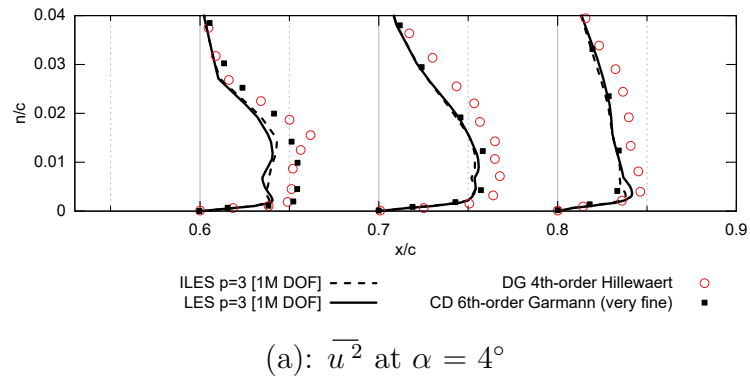 0.04
0.03
0.02
0.01
0
n/c
0.6
0.7
0.8
0.9
x/c
ILES p=3 [1M DOF]
LES p=3 [1M DOF]
DG 4th-order Hillewaert
CD 6th-order Garmann (very fine)
(a): $\overline{u^2}$ at α = 4°